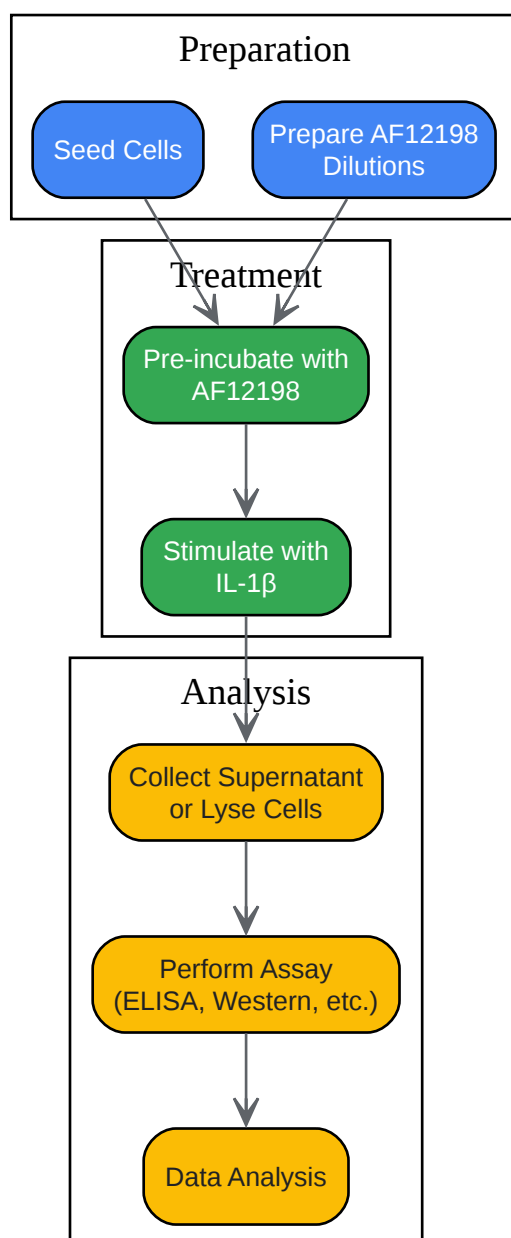 Preparation
Seed Cells
Prepare AF12198
Dilutions
Treatment
Pre-incubate with
AF12198
Stimulate with
IL-1β
Analysis
Collect Supernatant
or Lyse Cells
Perform Assay
(ELISA, Western, etc.)
Data Analysis